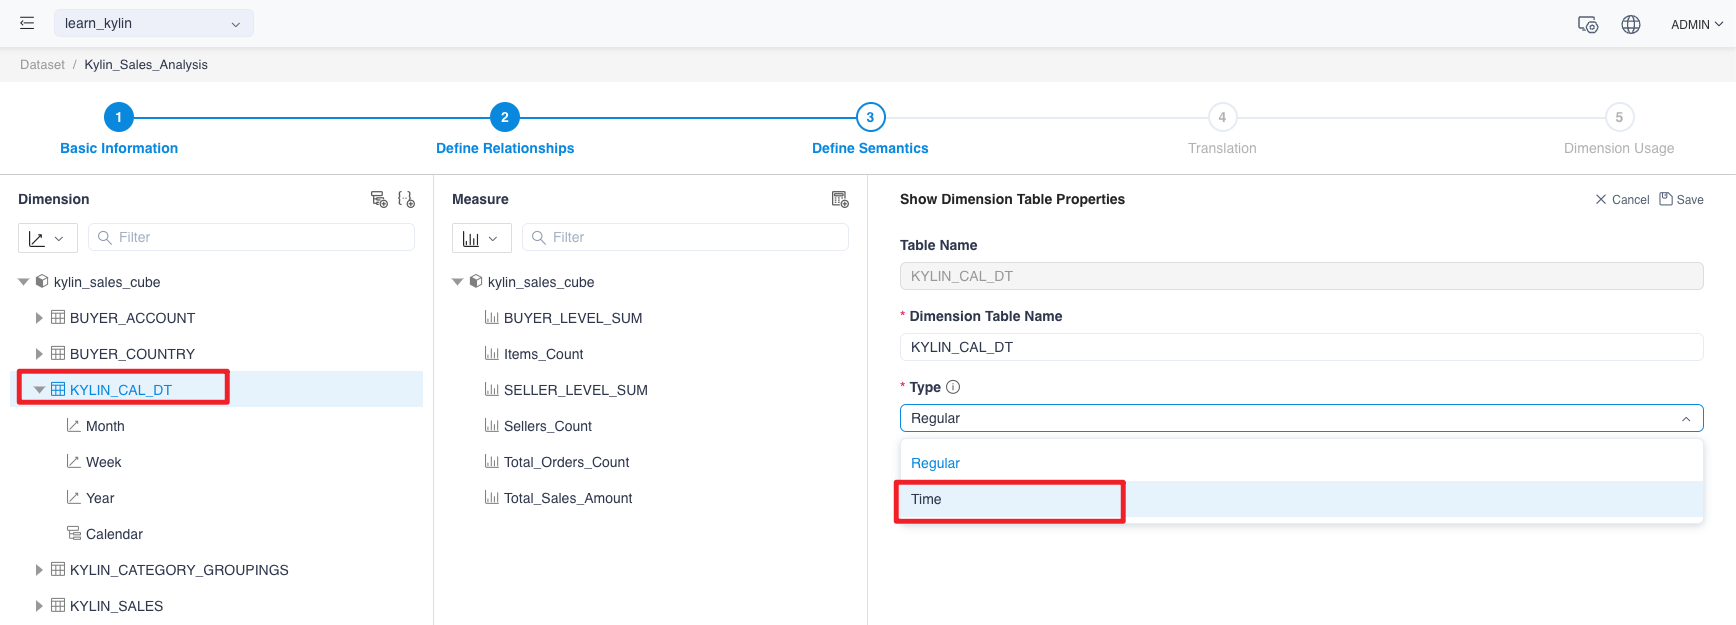 learn_kylin
ADMIN
Dataset / Kylin_Sales_Analysis
1
2
3
4
5
Basic Information
Define Relationships
Define Semantics
Translation
Dimension Usage
Dimension
Filter
kylin_sales_cube
BUYER_ACCOUNT
BUYER_COUNTRY
KYLIN_CAL_DT
Month
Week
Year
Calendar
KYLIN_CATEGORY_GROUPINGS
KYLIN_SALES
Measure
Filter
kylin_sales_cube
BUYER_LEVEL_SUM
Items_Count
SELLER_LEVEL_SUM
Sellers_Count
Total_Orders_Count
Total_Sales_Amount
Show Dimension Table Properties
Cancel
Save
Table Name
KYLIN_CAL_DT
* Dimension Table Name
KYLIN_CAL_DT
* Type
Regular
Regular
Time